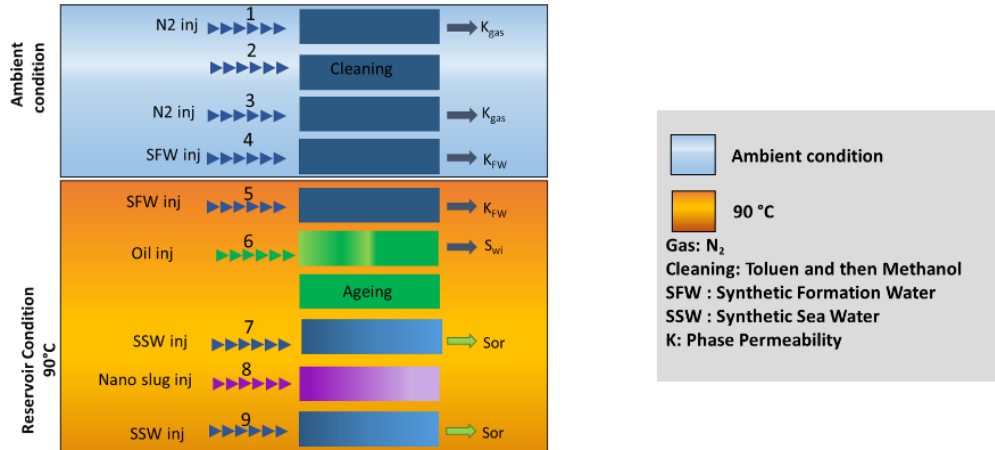 Ambient
condition
N2 inj
1
Kgas
2
Cleaning
N2 inj
3
Kgas
SFW inj
4
KFW
Reservoir Condition
90°C
SFW inj
5
KFW
Oil inj
6
Swi
Ageing
SSW inj
7
Sor
Nano slug inj
8
SSW inj
9
Sor
Ambient condition
90 °C
Gas: N2
Cleaning: Toluen and then Methanol
SFW : Synthetic Formation Water
SSW : Synthetic Sea Water
K: Phase Permeability